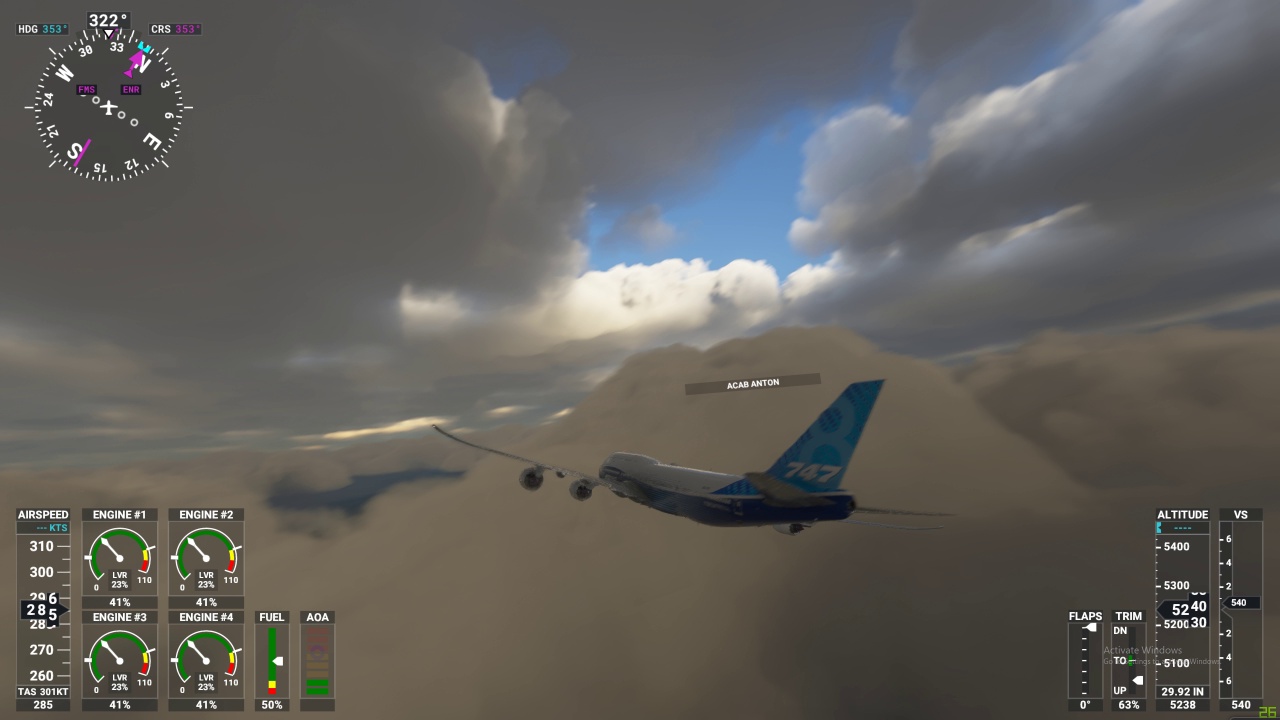 HDG 353°
322°
CRS 353°
30
33
N
W
3
FMS
ENR
24
6
21
E
S
15
12
ACAB ANTON
747
AIRSPEED
--- KTS
310
300
285
270
260
TAS 301KT
285
ENGINE #1
LVR
23%
0
110
41%
ENGINE #2
LVR
23%
0
110
41%
ENGINE #3
LVR
23%
0
110
41%
ENGINE #4
LVR
23%
0
110
41%
FUEL
50%
AOA
FLAPS
0°
TRIM
DN
TO
UP
63%
ALTITUDE
----
5400
5300
5240
30
5200
5100
29.92 IN
5238
VS
6
4
2
540
2
4
6
540
Activate Windows
26